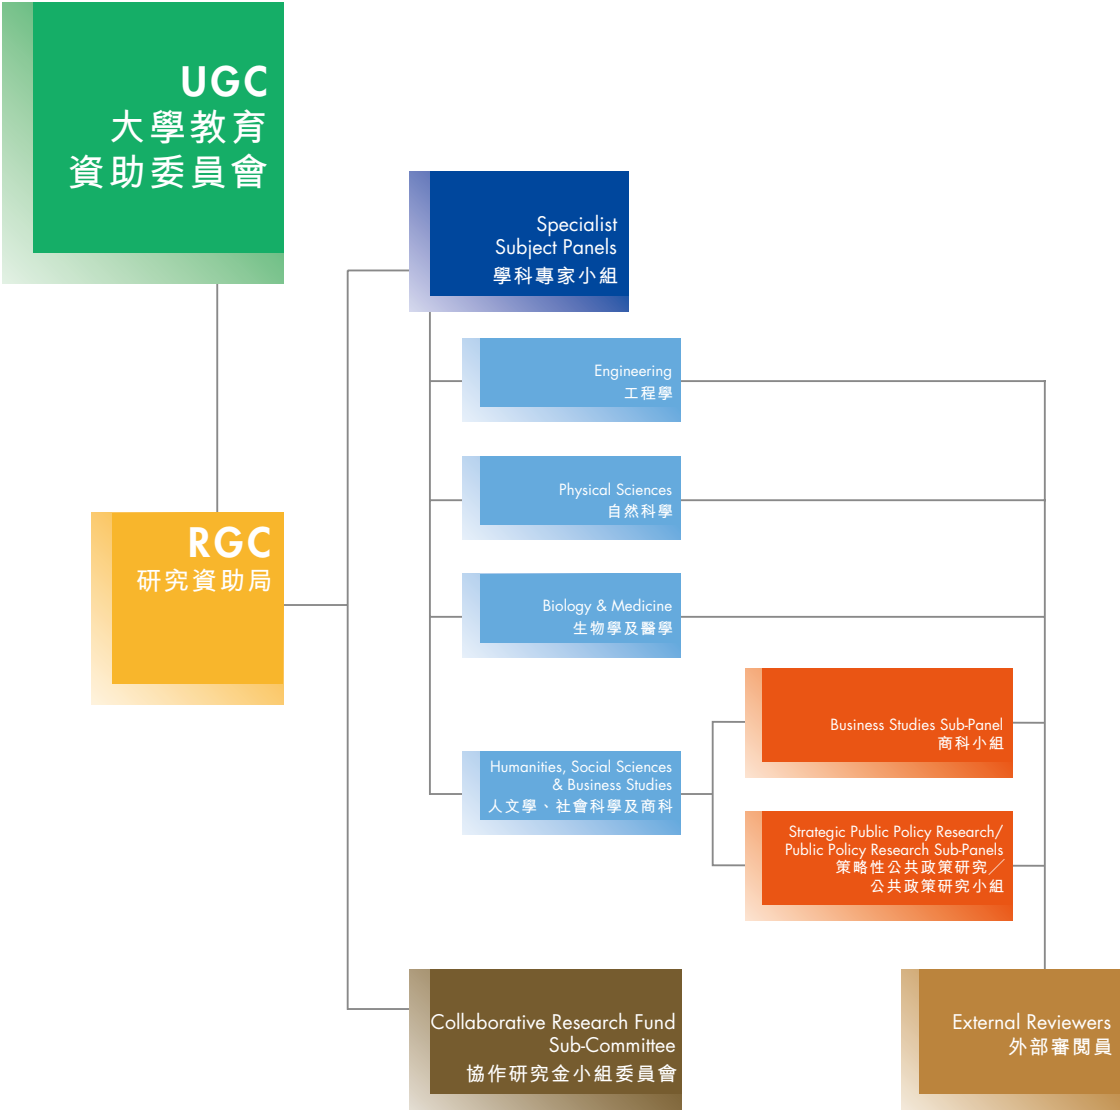 UGC
大學教育
資助委員會
Specialist
Subject Panels
學科專家小組
Engineering
工程學
Physical Sciences
自然科學
RGC
研究資助局
Biology & Medicine
生物學及醫學
Business Studies Sub-Panel
商科小組
Humanities, Social Sciences
& Business Studies
人文學、社會科學及商科
Strategic Public Policy Research/
Public Policy Research Sub-Panels
策略性公共政策研究╱
公共政策研究小組
Collaborative Research Fund
Sub-Committee
協作研究金小組委員會
External Reviewers
外部審閱員